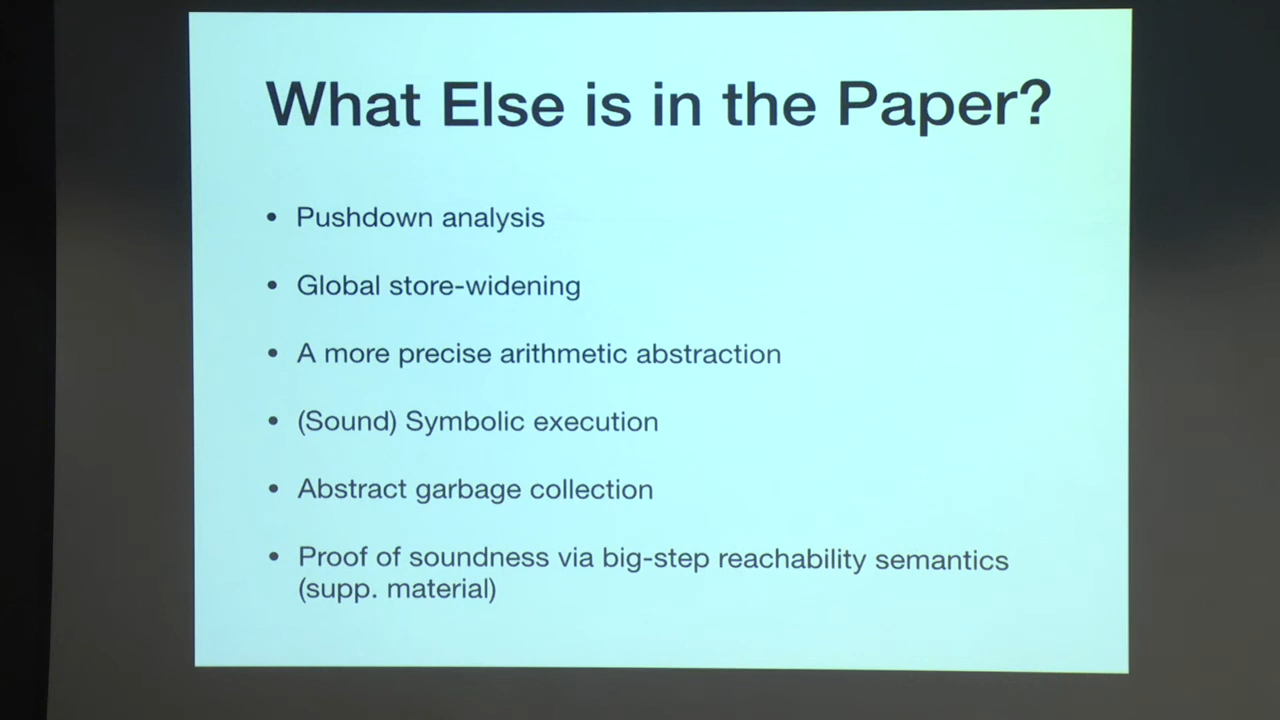 What Else is in the Paper?
• Pushdown analysis
• Global store-widening
• A more precise arithmetic abstraction
• (Sound) Symbolic execution
• Abstract garbage collection
• Proof of soundness via big-step reachability semantics
(supp. material)